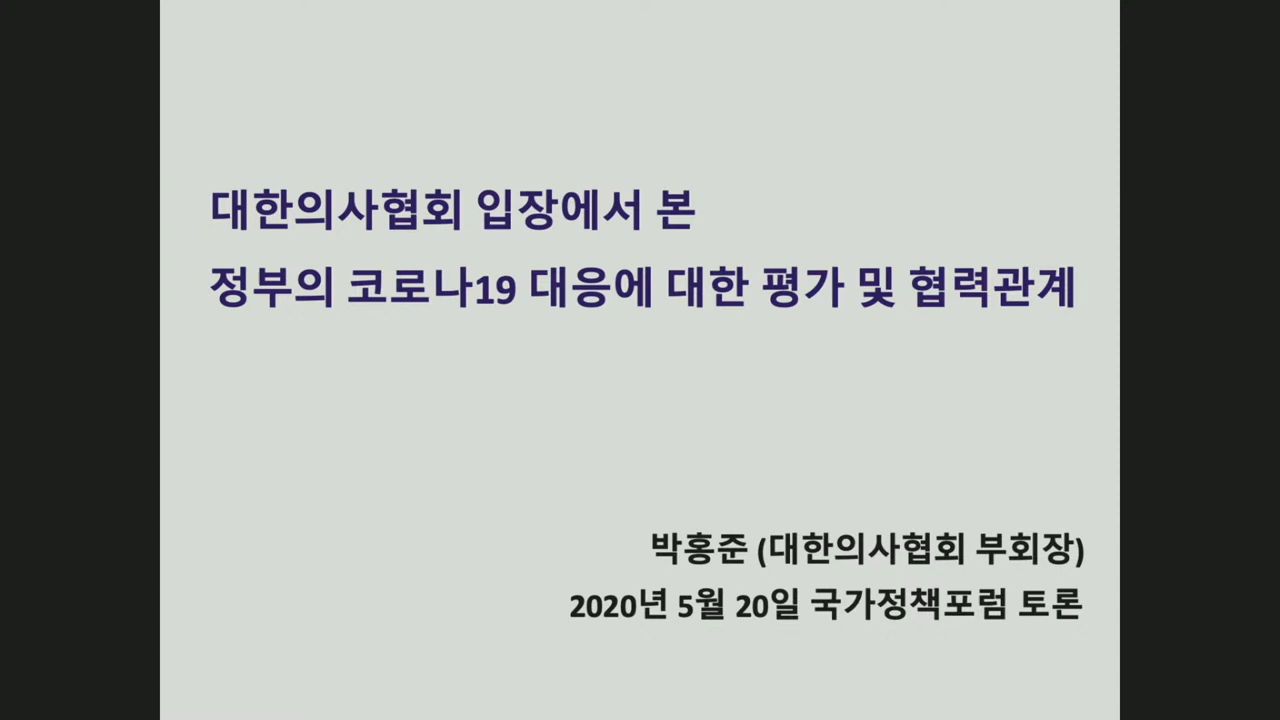 대한의사협회 입장에서 본
정부의 코로나19 대응에 대한 평가 및 협력관계
박홍준 (대한의사협회 부회장)
2020년 5월 20일 국가정책포럼 토론